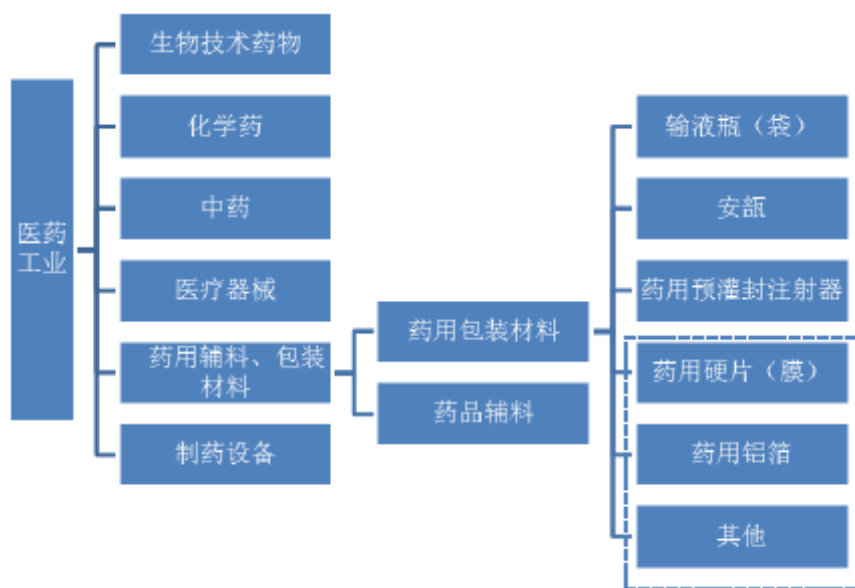 医药
工业
生物技术药物
化学药
中药
医疗器械
药用辅料、包装
材料
制药设备
药用包装材料
药品辅料
输液瓶（袋）
安瓿
药用预灌封注射器
药用硬片（膜）
药用铝箔
其他